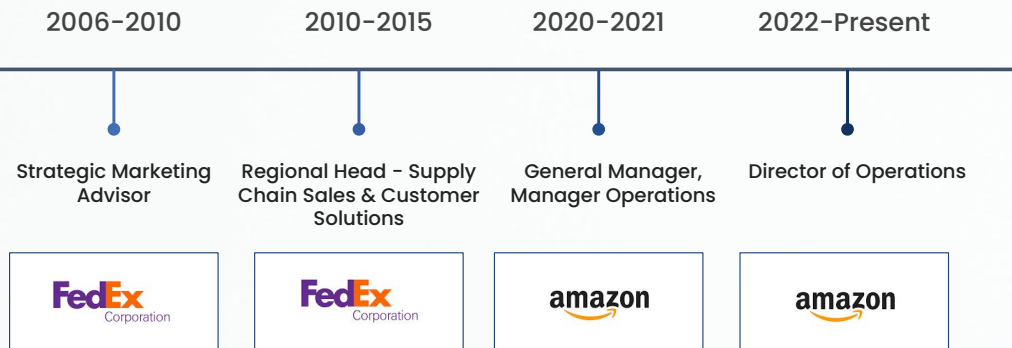 2006-2010
2010-2015
2020-2021
2022-Present
Strategic Marketing
Advisor
Regional Head - Supply
Chain Sales & Customer
Solutions
General Manager,
Manager Operations
Director of Operations
FedEx
Corporation
FedEx
Corporation
amazon
amazon